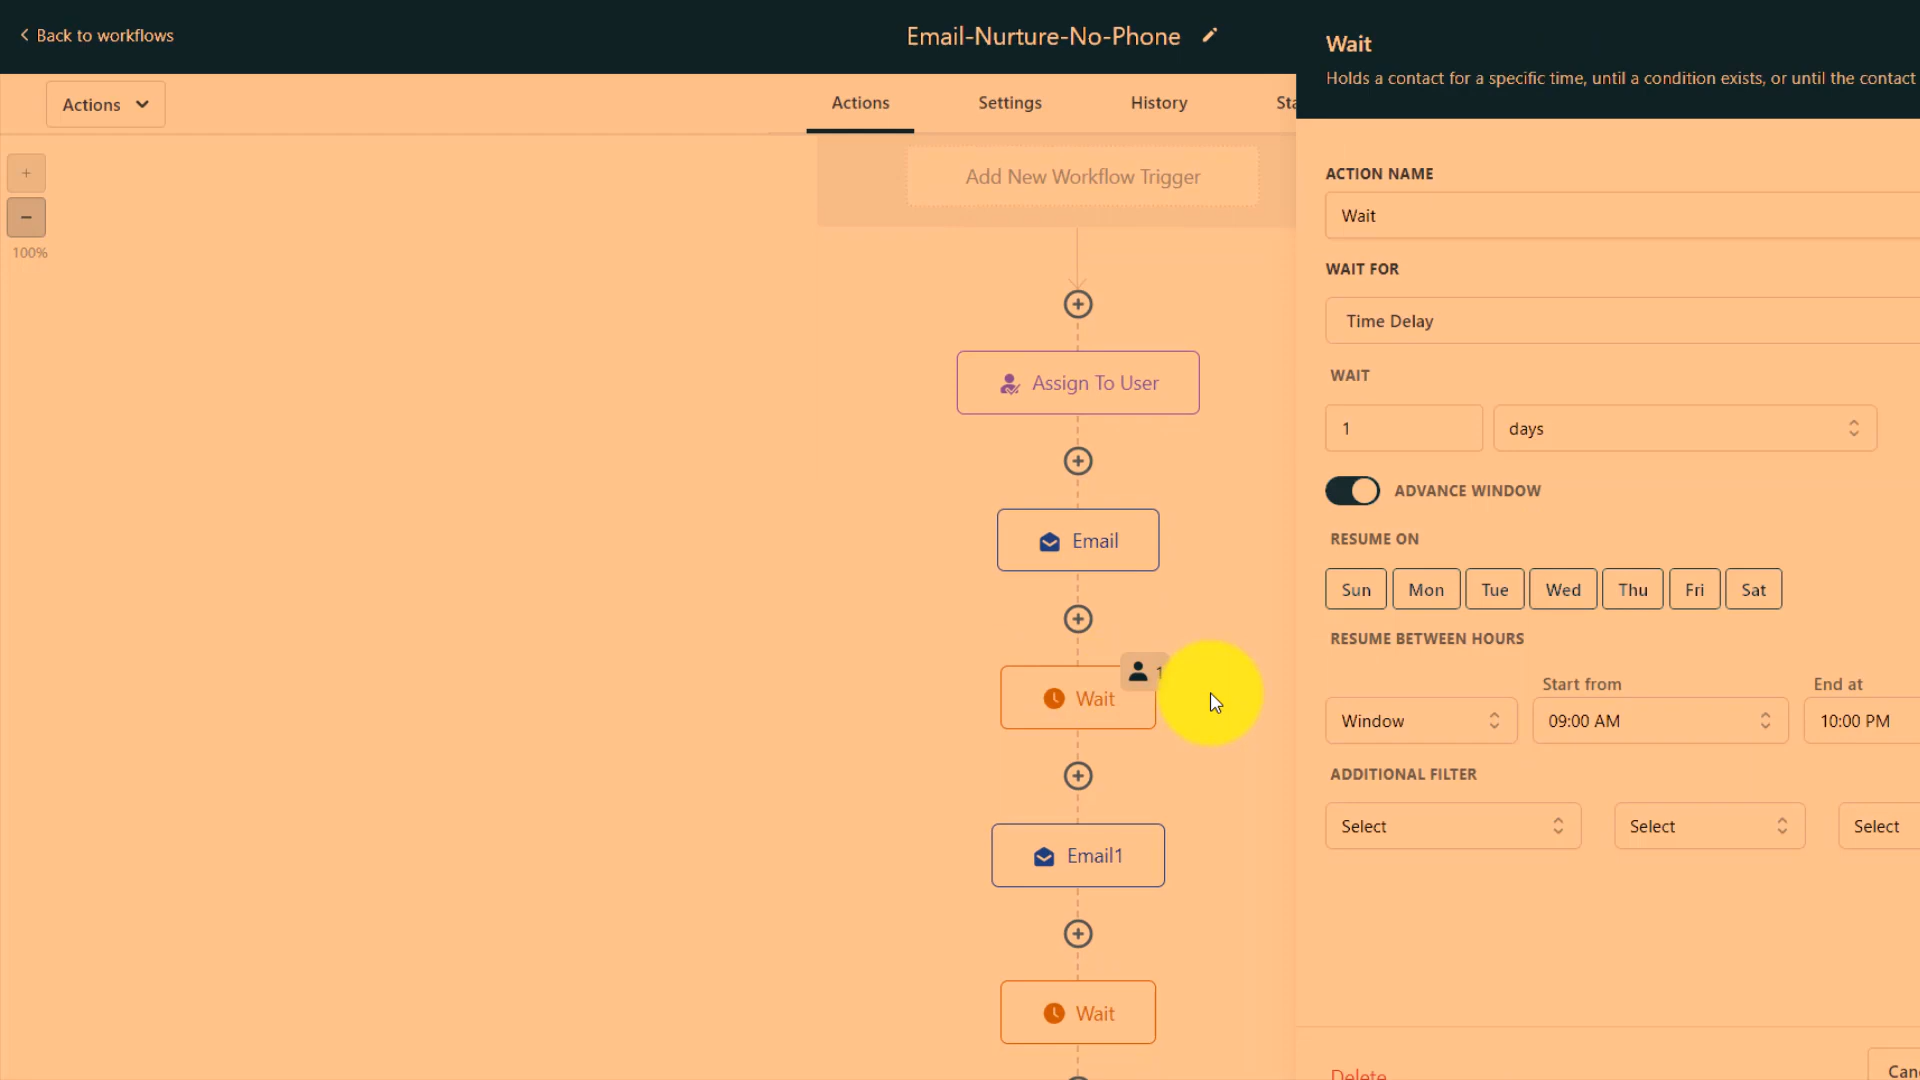 Back to workflows
Email-Nurture-No-Phone
Actions
Actions
Settings
History
Sta
+
−
100%
Add New Workflow Trigger
Assign To User
Email
1
Wait
Email1
Wait
Wait
Holds a contact for a specific time, until a condition exists, or until the contact
ACTION NAME
Wait
WAIT FOR
Time Delay
WAIT
1 days
ADVANCE WINDOW
RESUME ON
Sun Mon Tue Wed Thu Fri Sat
RESUME BETWEEN HOURS
Start from End at
Window 09:00 AM 10:00 PM
ADDITIONAL FILTER
Select Select Select
Delete
Canc